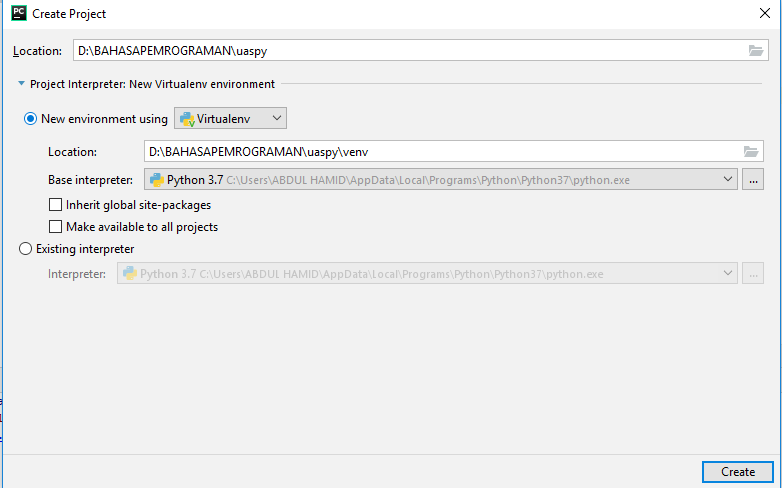 PC Create Project
Location: D:\BAHASAPEMROGRAMAN\uaspy
Project Interpreter: New Virtualenv environment
New environment using Virtualenv
Location: D:\BAHASAPEMROGRAMAN\uaspy\venv
Base interpreter: Python 3.7 C:\Users\ABDUL HAMID\AppData\Local\Programs\Python\Python37\python.exe ...
Inherit global site-packages
Make available to all projects
Existing interpreter
Interpreter: Python 3.7 C:\Users\ABDUL HAMID\AppData\Local\Programs\Python\Python37\python.exe ...
Create